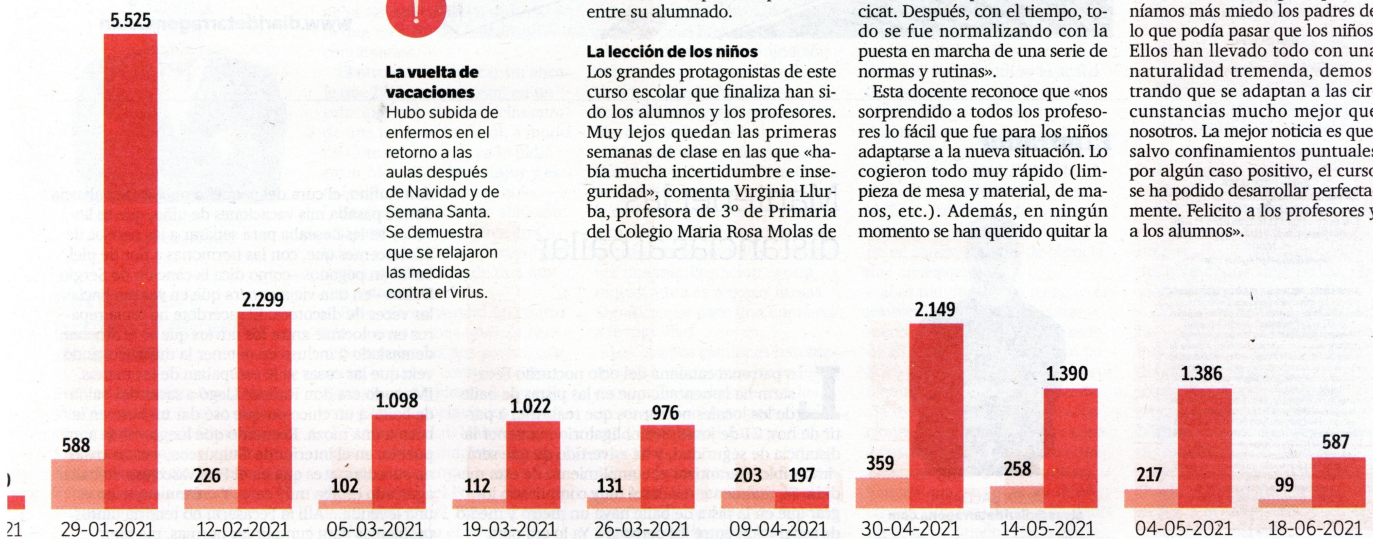 5.525
588
2.299
226
1.098
102
1.022
112
976
131
203
197
2.149
359
1.390
258
1.386
217
587
99
21
29-01-2021
12-02-2021
05-03-2021
19-03-2021
26-03-2021
09-04-2021
30-04-2021
14-05-2021
04-05-2021
18-06-2021
!
La vuelta de
vacaciones
Hubo subida de
enfermos en el
retorno a las
aulas después
de Navidad y de
Semana Santa.
Se demuestra
que se relajaron
las medidas
contra el virus.
entre su alumnado.
La lección de los niños
Los grandes protagonistas de este
curso escolar que finaliza han si-
do los alumnos y los profesores.
Muy lejos quedan las primeras
semanas de clase en las que «ha-
bía mucha incertidumbre e inse-
guridad», comenta Virginia Llur-
ba, profesora de 3º de Primaria
del Colegio Maria Rosa Molas de
cicat. Después, con el tiempo, to-
do se fue normalizando con la
puesta en marcha de una serie de
normas y rutinas».
Esta docente reconoce que «nos
sorprendido a todos los profeso-
res lo fácil que fue para los niños
adaptarse a la nueva situación. Lo
cogieron todo muy rápido (lim-
pieza de mesa y material, de ma-
nos, etc.). Además, en ningún
momento se han querido quitar la
níamos más miedo los padres de
lo que podía pasar que los niños.
Ellos han llevado todo con una
naturalidad tremenda, demos-
trando que se adaptan a las cir-
cunstancias mucho mejor que
nosotros. La mejor noticia es que,
salvo confinamientos puntuales
por algún caso positivo, el curso
se ha podido desarrollar perfecta-
mente. Felicito a los profesores y
a los alumnos».